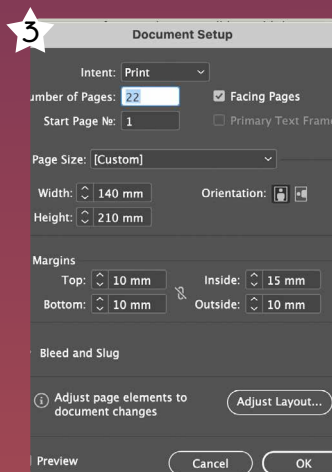 3
Document Setup
Intent: Print
umber of Pages: 22 Facing Pages
Start Page №: 1 Primary Text Fram
Page Size: [Custom]
Width: 140 mm Orientation:
Height: 210 mm
Margins
Top: 10 mm Inside: 15 mm
Bottom: 10 mm Outside: 10 mm
Bleed and Slug
Adjust page elements to
document changes Adjust Layout...
Preview Cancel OK